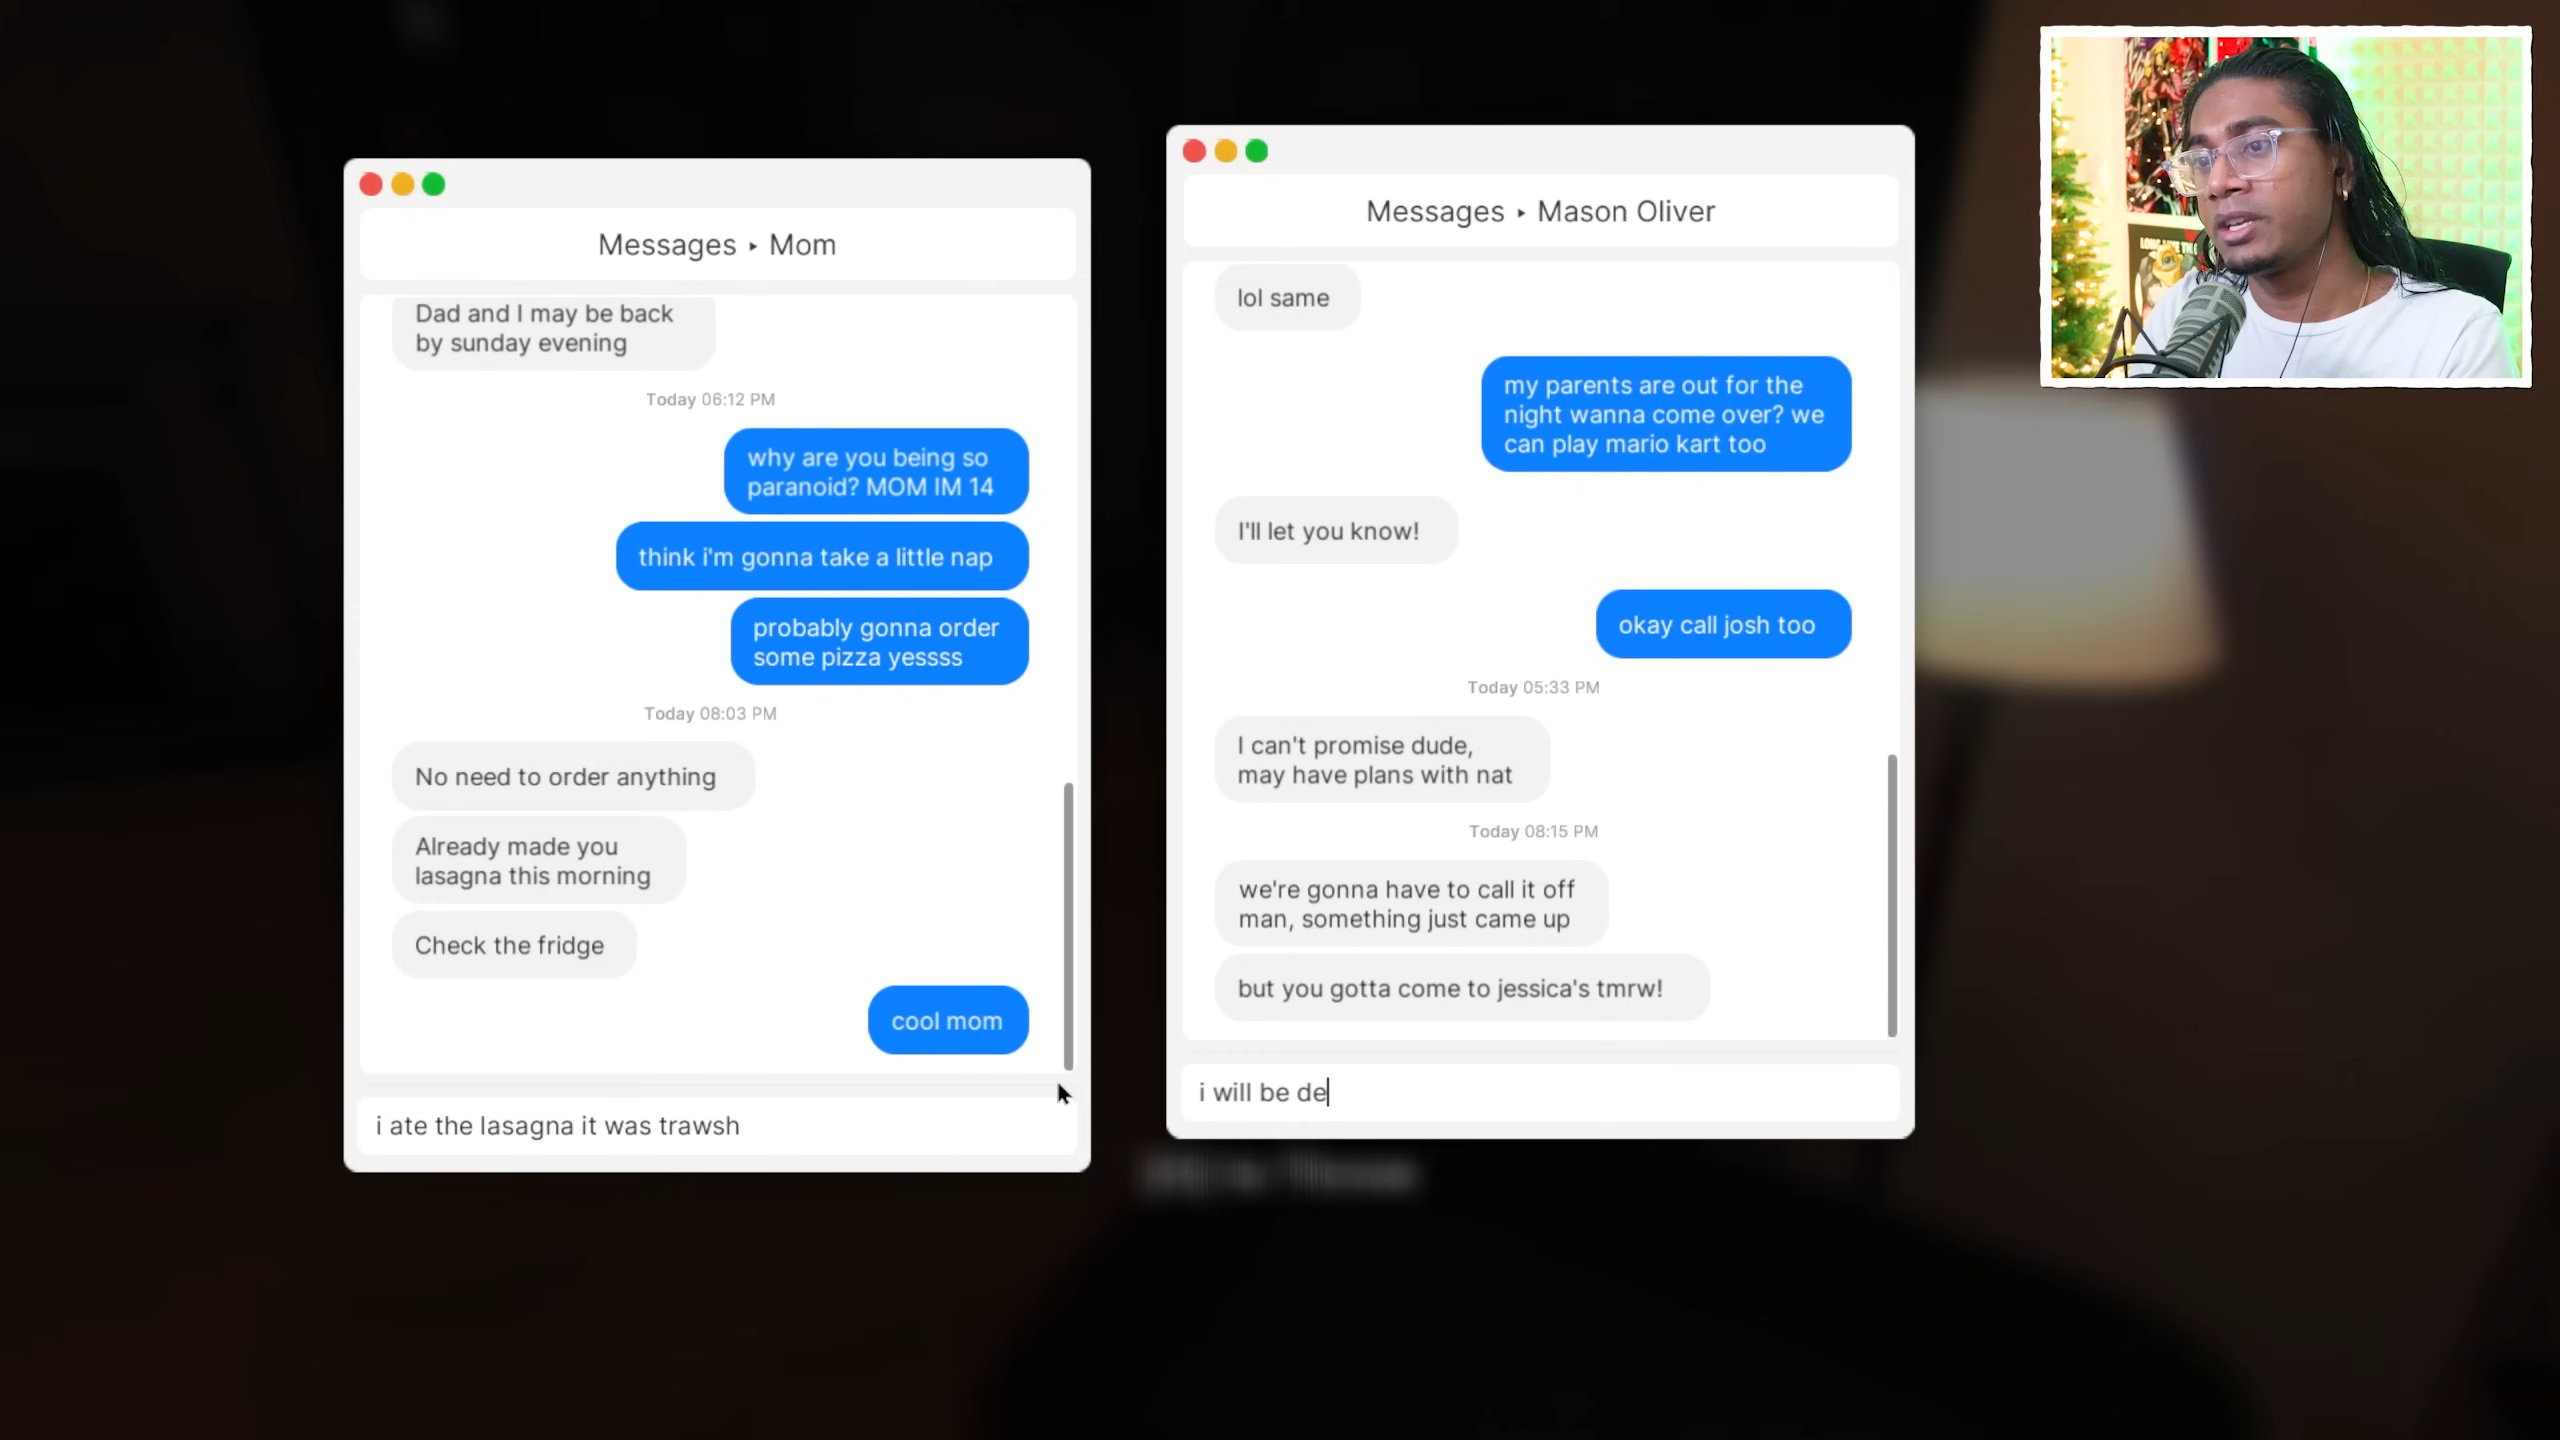 Messages ▸ Mom
Dad and I may be back
by sunday evening
Today 06:12 PM
why are you being so
paranoid? MOM IM 14
think i'm gonna take a little nap
probably gonna order
some pizza yessss
Today 08:03 PM
No need to order anything
Already made you
lasagna this morning
Check the fridge
cool mom
i ate the lasagna it was trawsh
Messages ▸ Mason Oliver
lol same
my parents are out for the
night wanna come over? we
can play mario kart too
I'll let you know!
okay call josh too
Today 05:33 PM
I can't promise dude,
may have plans with nat
Today 08:15 PM
we're gonna have to call it off
man, something just came up
but you gotta come to jessica's tmrw!
i will be de